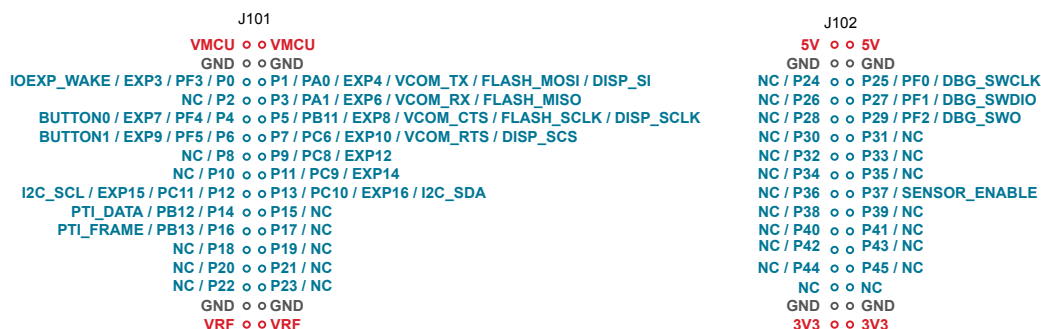 J101
VMCU VMCU
GND GND
IOEXP_WAKE / EXP3 / PF3 / P0 P1 / PA0 / EXP4 / VCOM_TX / FLASH_MOSI / DISP_SI
NC / P2 P3 / PA1 / EXP6 / VCOM_RX / FLASH_MISO
BUTTON0 / EXP7 / PF4 / P4 P5 / PB11 / EXP8 / VCOM_CTS / FLASH_SCLK / DISP_SCLK
BUTTON1 / EXP9 / PF5 / P6 P7 / PC6 / EXP10 / VCOM_RTS / DISP_SCS
NC / P8 P9 / PC8 / EXP12
NC / P10 P11 / PC9 / EXP14
I2C_SCL / EXP15 / PC11 / P12 P13 / PC10 / EXP16 / I2C_SDA
PTI_DATA / PB12 / P14 P15 / NC
PTI_FRAME / PB13 / P16 P17 / NC
NC / P18 P19 / NC
NC / P20 P21 / NC
NC / P22 P23 / NC
GND GND
VRF VRF
J102
5V 5V
GND GND
NC / P24 P25 / PF0 / DBG_SWCLK
NC / P26 P27 / PF1 / DBG_SWDIO
NC / P28 P29 / PF2 / DBG_SWO
NC / P30 P31 / NC
NC / P32 P33 / NC
NC / P34 P35 / NC
NC / P36 P37 / SENSOR_ENABLE
NC / P38 P39 / NC
NC / P40 P41 / NC
NC / P42 P43 / NC
NC / P44 P45 / NC
NC NC
GND GND
3V3 3V3